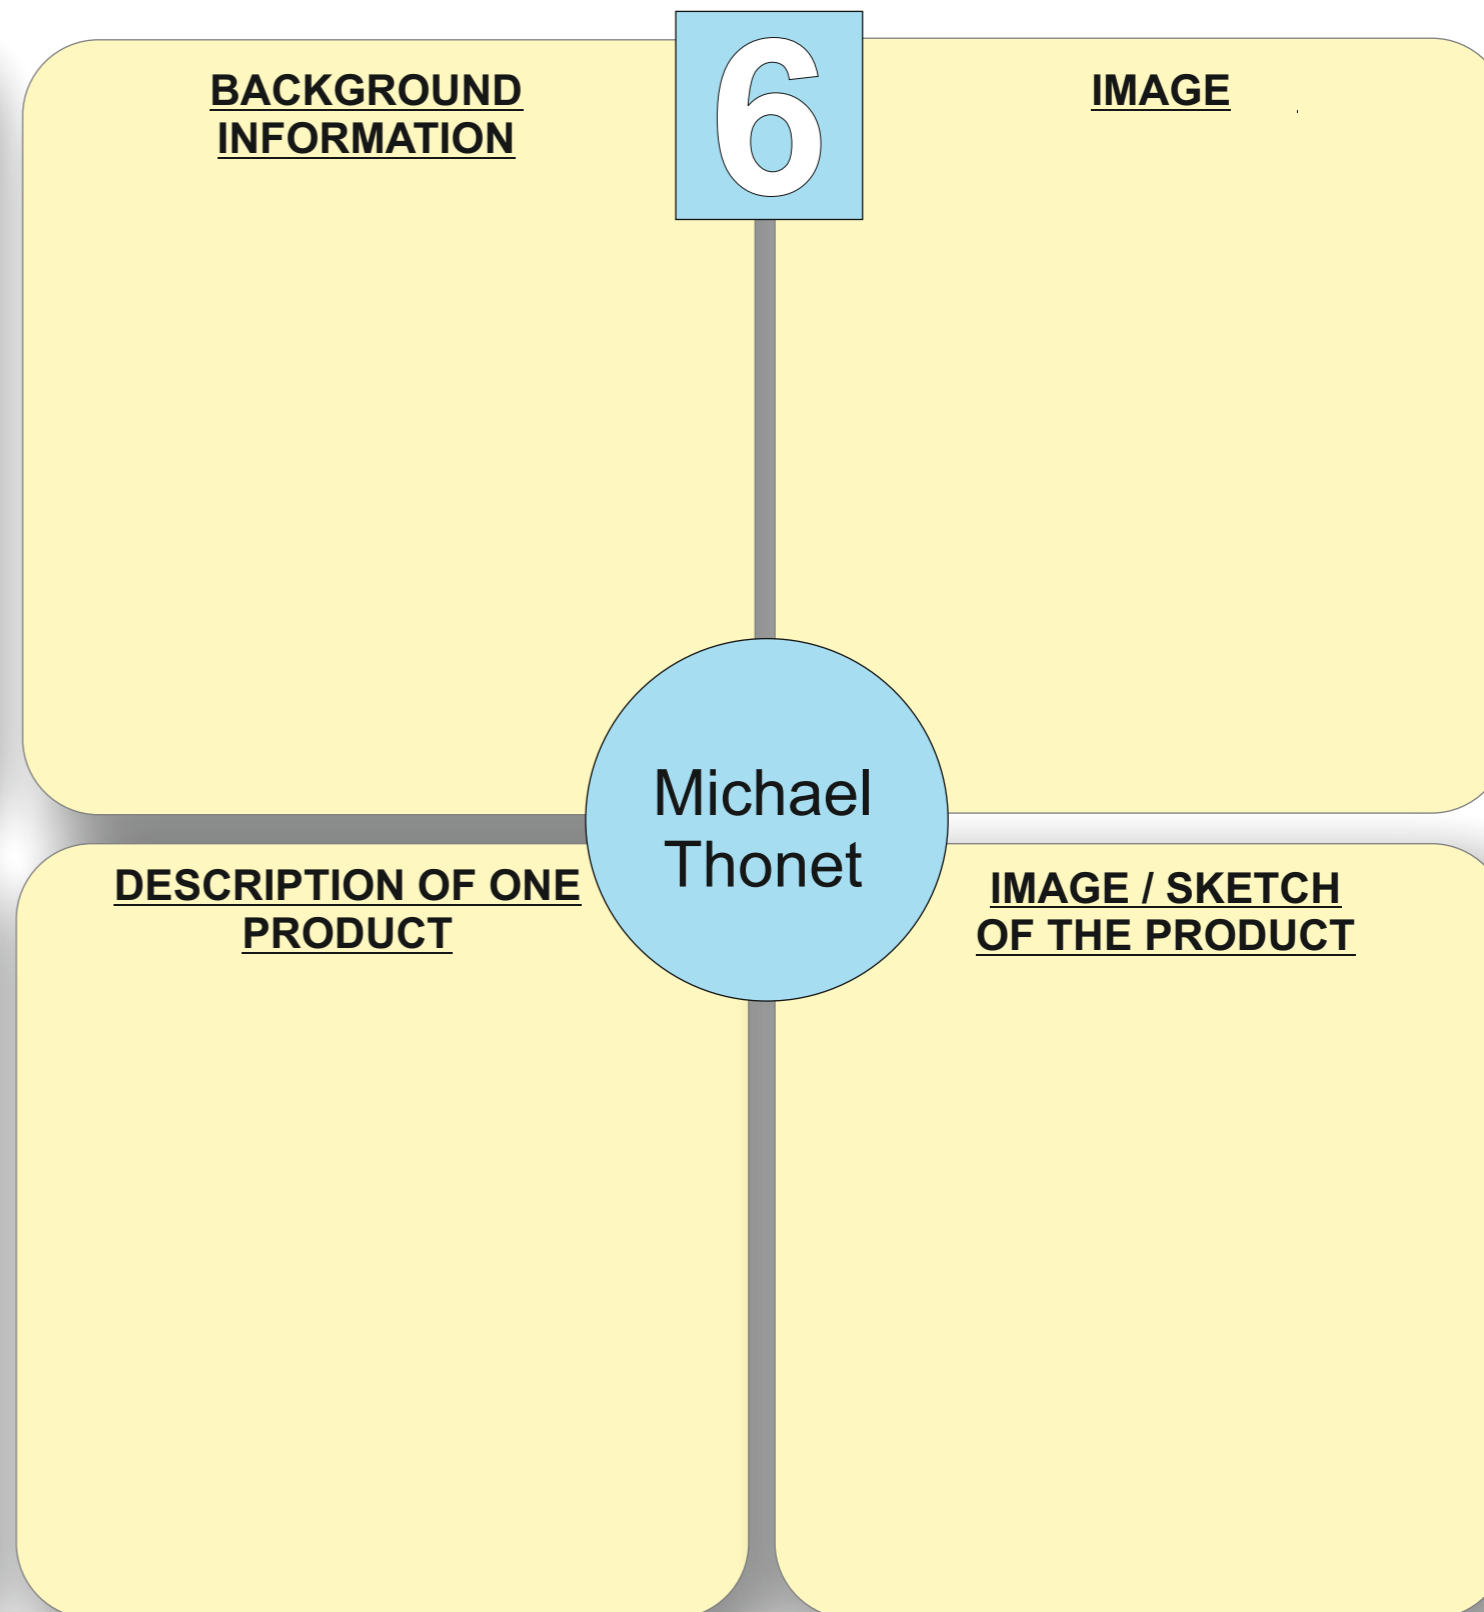 BACKGROUND
INFORMATION
6
IMAGE
Michael
Thonet
DESCRIPTION OF ONE
PRODUCT
IMAGE / SKETCH
OF THE PRODUCT